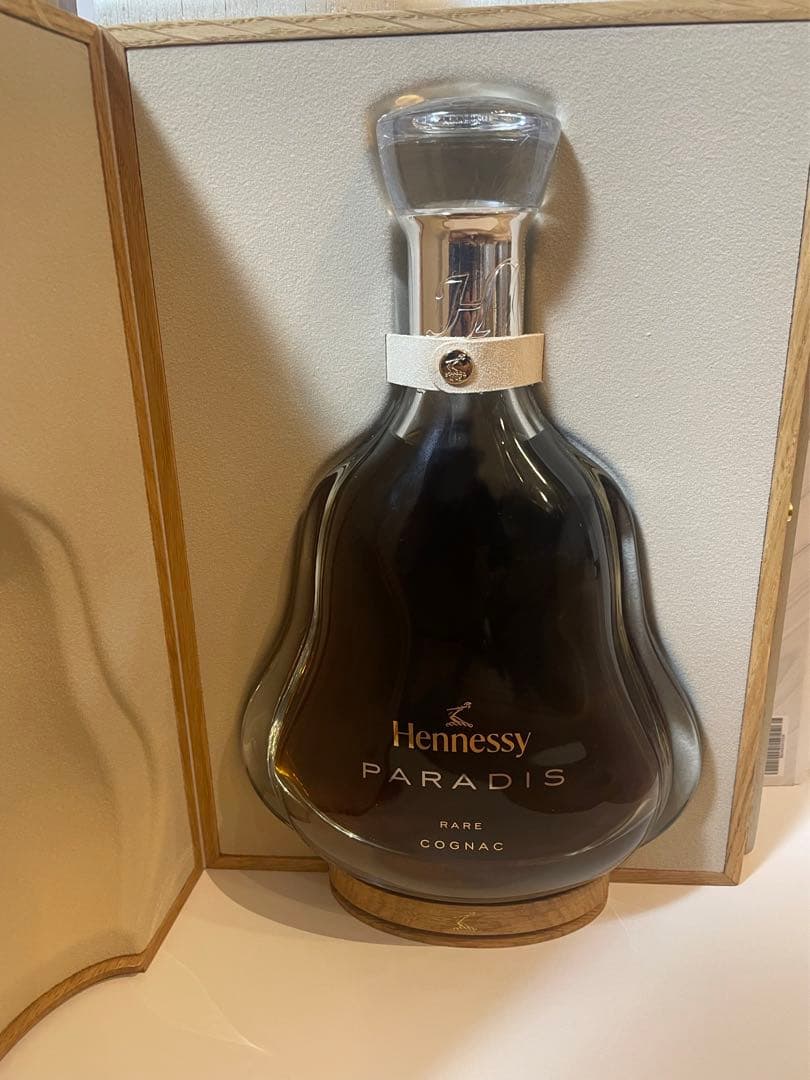 H
Hennessy
PARADIS
RARE
COGNAC